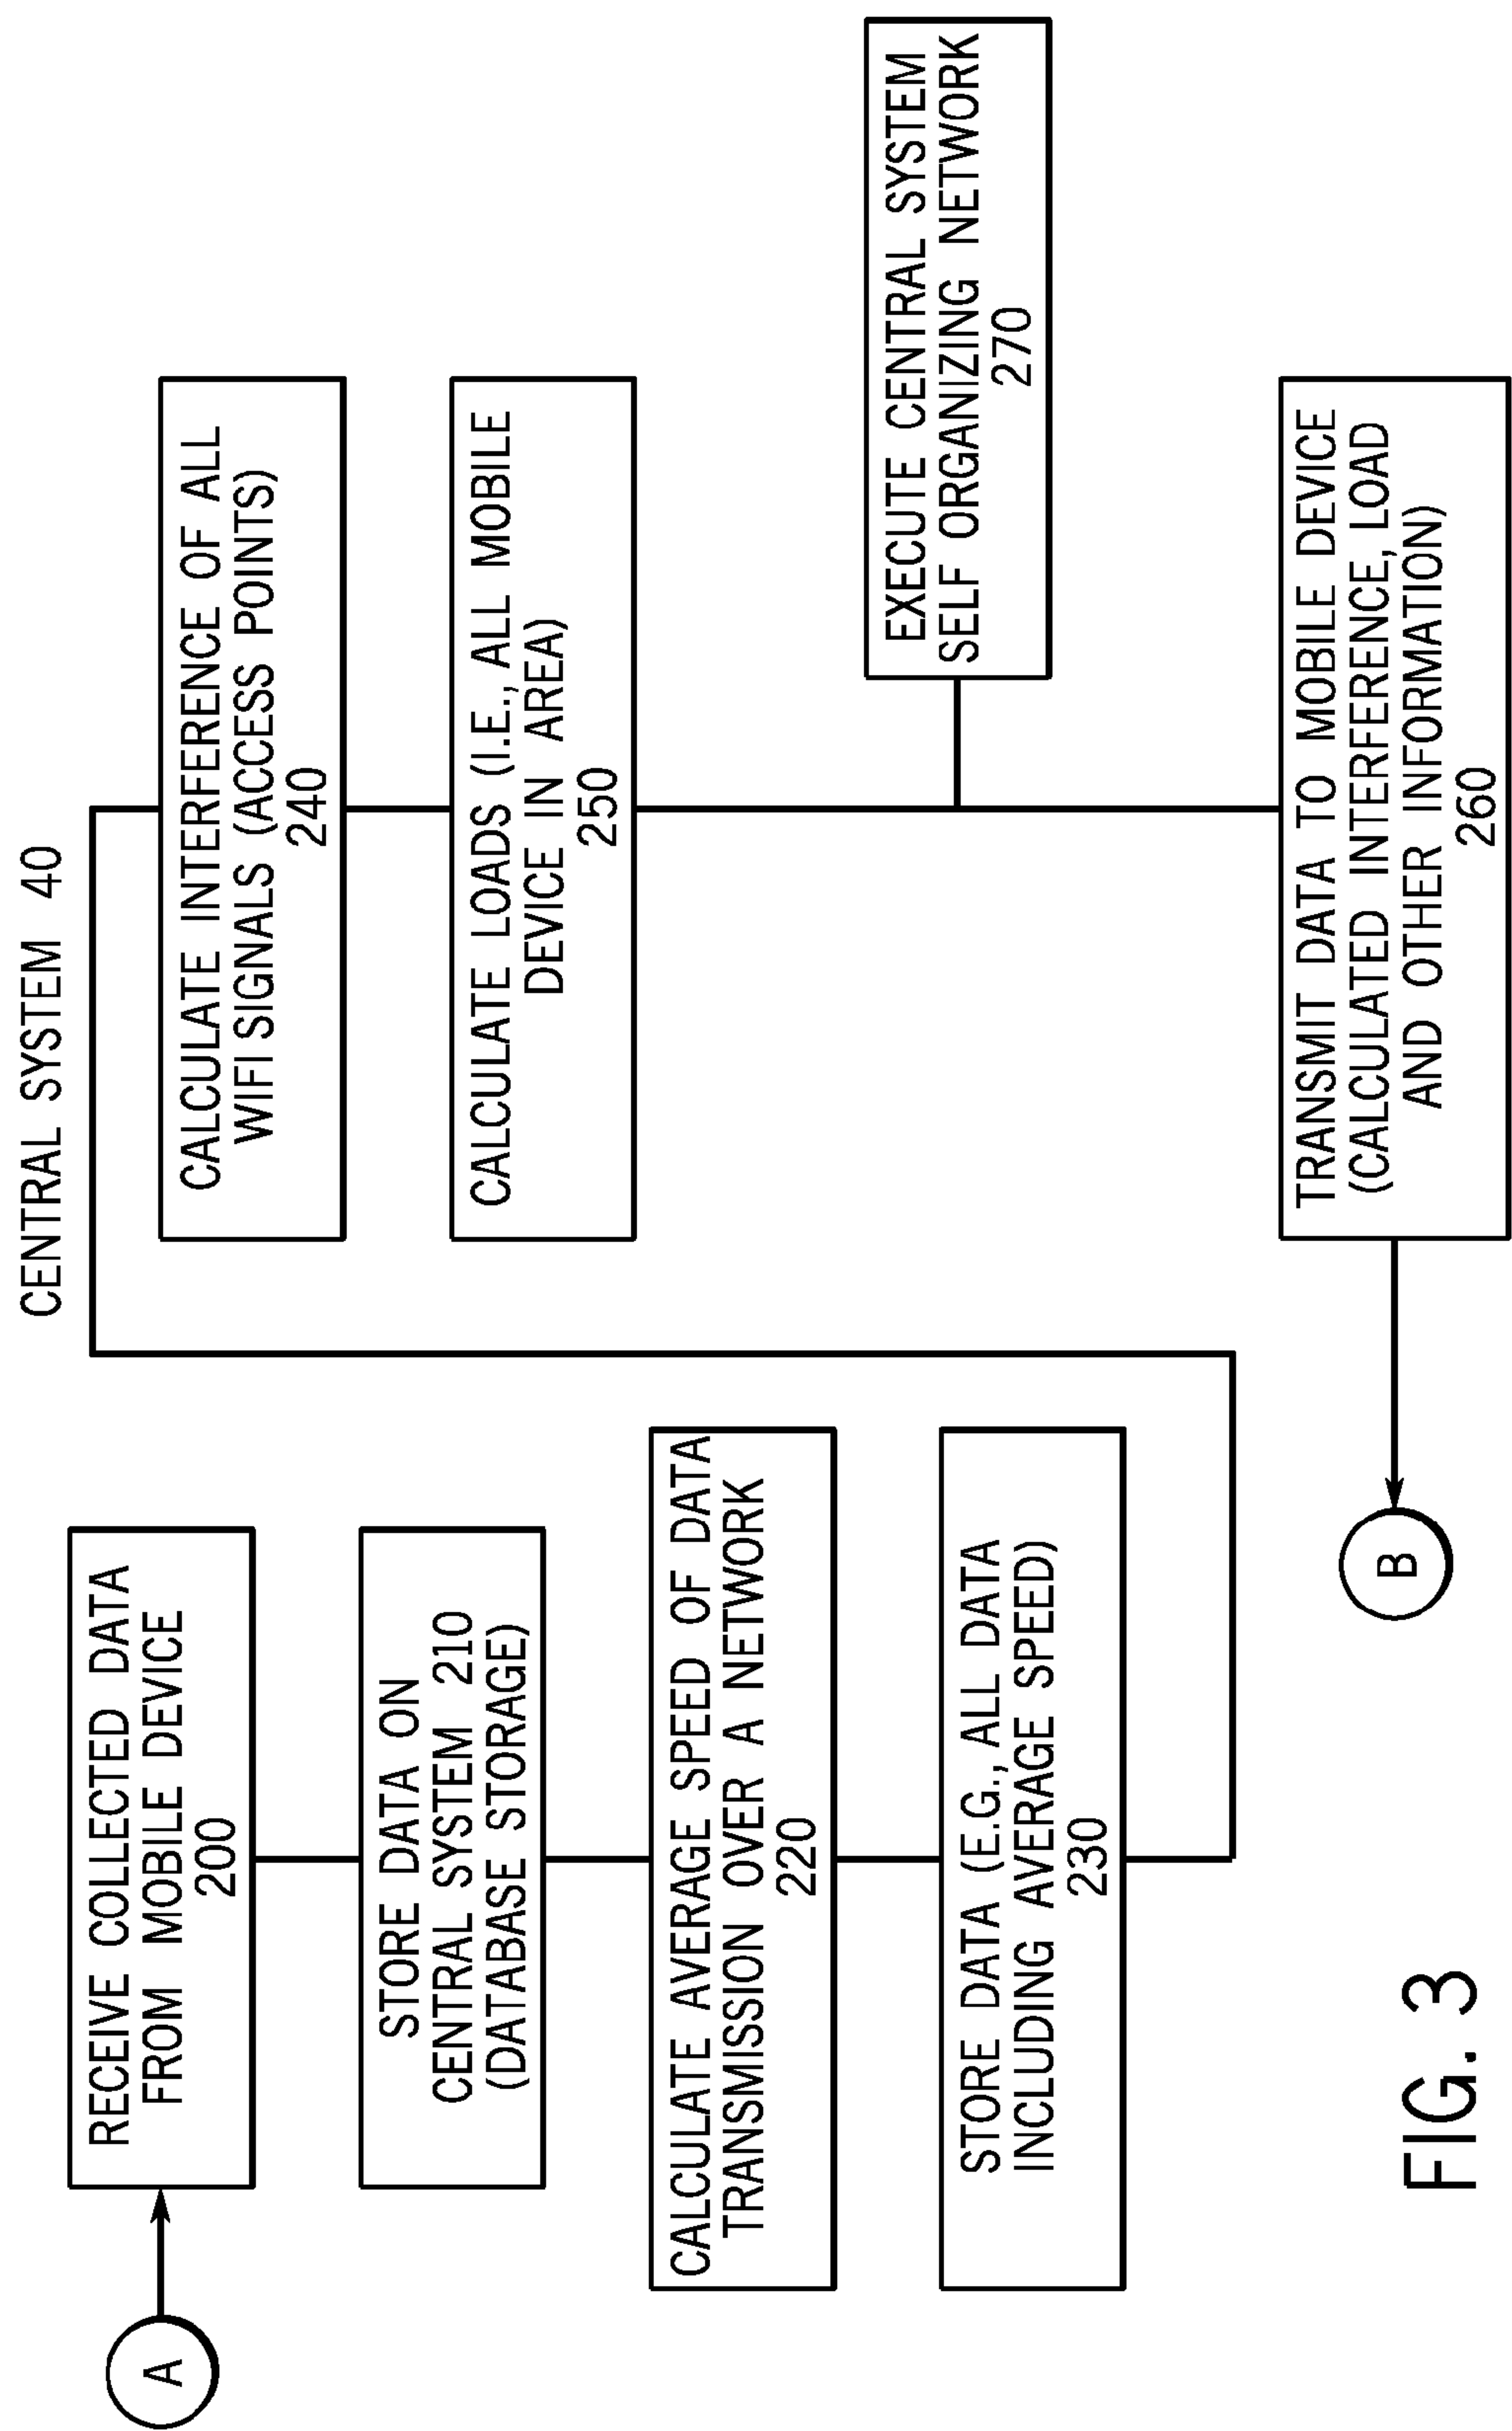 CENTRAL SYSTEM 40
A
RECEIVE COLLECTED DATA
FROM MOBILE DEVICE
200
STORE DATA ON
CENTRAL SYSTEM 210
(DATABASE STORAGE)
CALCULATE AVERAGE SPEED OF DATA
TRANSMISSION OVER A NETWORK
220
STORE DATA (E.G., ALL DATA
INCLUDING AVERAGE SPEED)
230
CALCULATE INTERFERENCE OF ALL
WIFI SIGNALS (ACCESS POINTS)
240
CALCULATE LOADS (I.E., ALL MOBILE
DEVICE IN AREA)
250
EXECUTE CENTRAL SYSTEM
SELF ORGANIZING NETWORK
270
TRANSMIT DATA TO MOBILE DEVICE
(CALCULATED INTERFERENCE, LOAD
AND OTHER INFORMATION)
260
B
FIG. 3